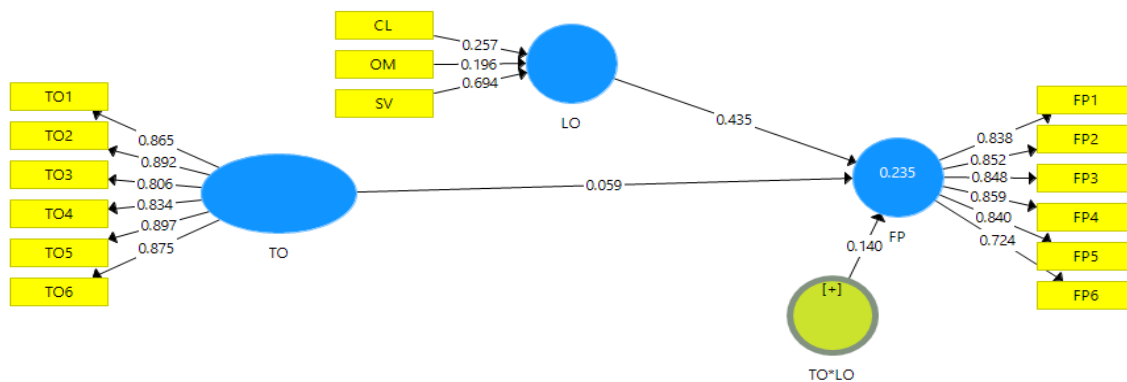 CL
OM
SV
0.257
0.196
0.694
LO
TO1
TO2
TO3
TO4
TO5
TO6
0.865
0.892
0.806
0.834
0.897
0.875
TO
0.435
0.059
0.235
FP
0.140
[+]
TO*LO
0.838
0.852
0.848
0.859
0.840
0.724
FP1
FP2
FP3
FP4
FP5
FP6